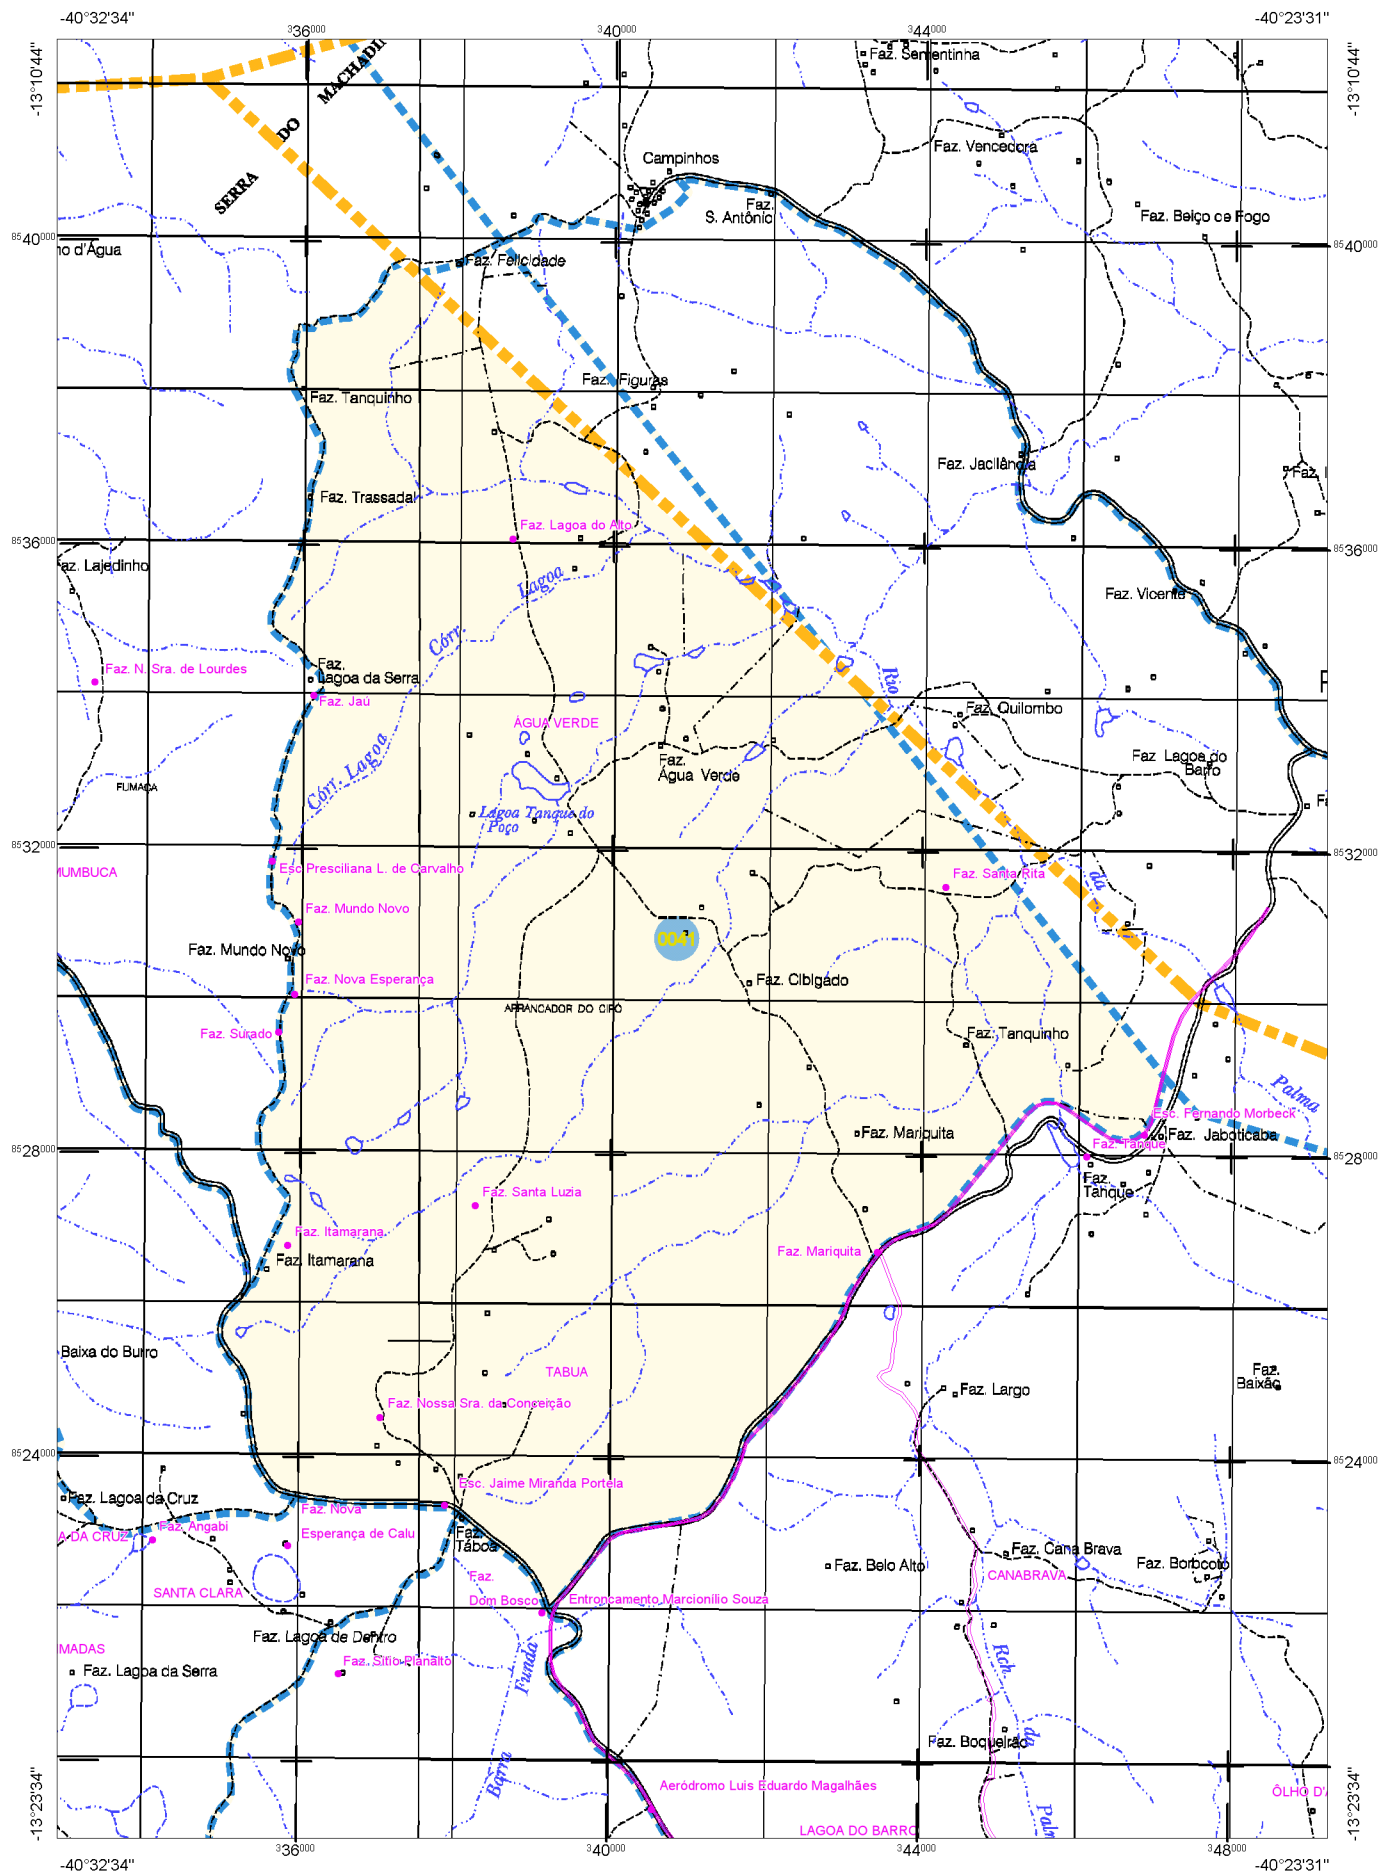 -40°32'34"
-40°23'31"
336000
340000
344000
-13°10'44"
-13°10'44"
MACHADI
DO
SERRA
Faz. Sementinha
Campinhos
Faz. Vencedora
Faz.
S. Antônio
Faz. Beiço de Fogo
8540000
8540000
no d'Água
Faz. Felicidade
Faz. Figuras
Faz. Tanquinho
Faz. Jacilândia
Faz. Trassadal
Faz. Lagoa do Alto
8536000
8536000
az. Lajedinho
Lagoa
Córr.
Faz. Vicente
Faz. N. Sra. de Lourdes
Faz.
Lagoa da Serra
Faz. Jaú
Rio
Faz. Quilombo
ÁGUA VERDE
Faz.
Água Verde
Faz. Lagoa do
Barro
Córr. Lagoa
FUMAÇA
Lagoa Tanque do
Poço
8532000
8532000
MUMBUCA
Esc Presciliana L. de Carvalho
Faz. Santa Rita
da
Faz. Mundo Novo
Faz. Mundo Novo
0041
Faz. Nova Esperança
Faz. Cibigado
ARRANCADOR DO CIPÓ
Faz. Surado
Faz. Tanquinho
Palma
Esc. Fernando Morbeck
Faz. Mariquita
Faz. Jaboticaba
Faz. Tanque
8528000
8528000
Faz.
Tanque
Faz. Santa Luzia
Faz. Itamarana
Faz. Itamarana
Faz. Mariquita
Baixa do Burro
TABUA
Faz. Largo
Faz.
Baixão
Faz. Nossa Sra. da Conceição
8524000
8524000
Esc. Jaime Miranda Portela
Faz. Lagoa da Cruz
Faz. Nova
Esperança de Calu
A DA CRUZ
Faz. Angabi
Faz.
Táboa
Faz. Cana Brava
Faz. Belo Alto
Faz. Borocoto
CANABRAVA
SANTA CLARA
Faz.
Dom Bosco
Entroncamento Marcionílio Souza
Faz. Lagoa de Dentro
MADAS
Faz. Lagoa da Serra
Faz. Sítio Planalto
Funda
Rch
do
Faz. Boqueirão
Barra
Aeródromo Luis Eduardo Magalhães
ÔLHO D'
Palm
LAGOA DO BARRO
-13°23'34"
-13°23'34"
336000
340000
344000
348000
-40°32'34"
-40°23'31"